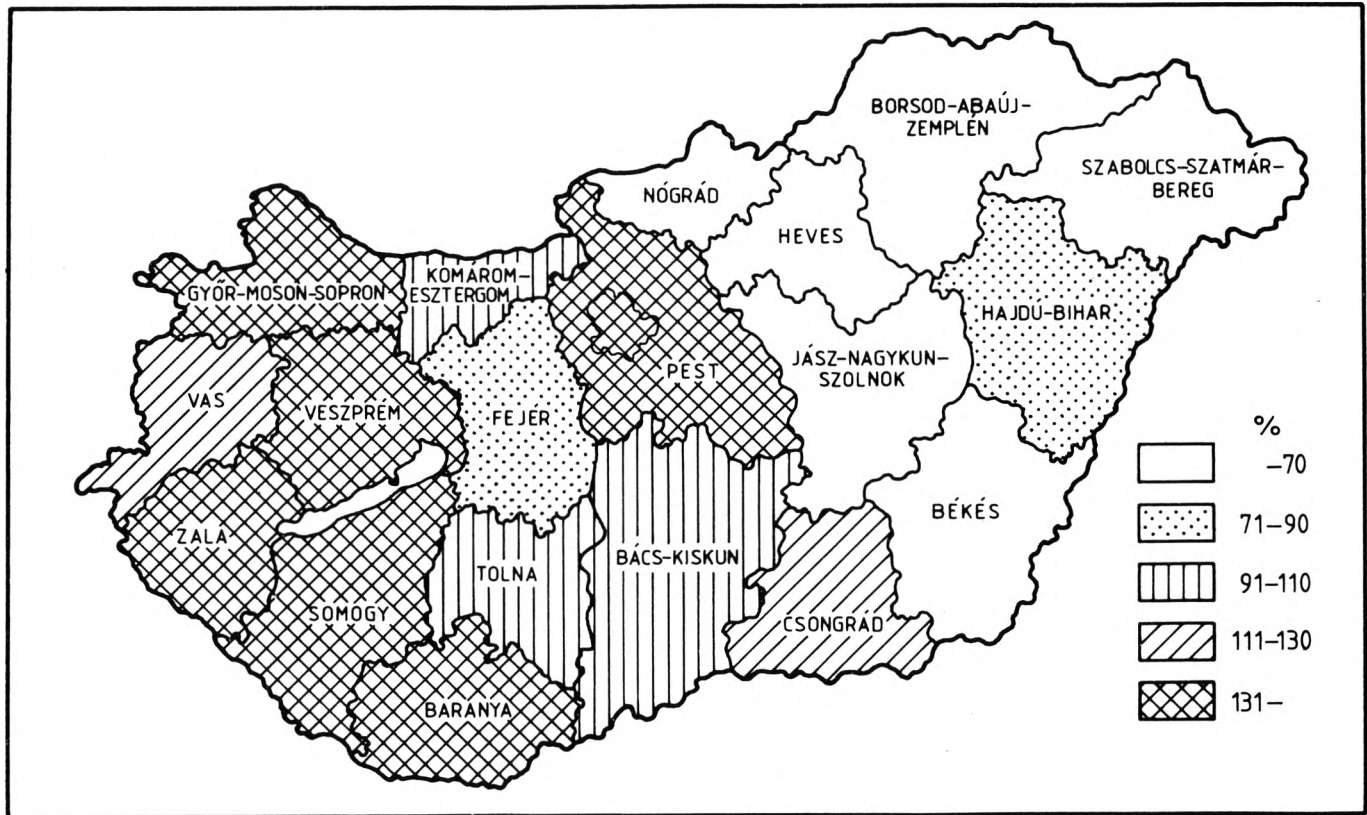 BORSOD-ABAÚJ-
ZEMPLÉN
SZABOLCS-SZATMÁR-
BEREG
NÓGRÁD
HEVES
KOMÁROM-
ESZTERGOM
GYŐR-MOSON-SOPRON
HAJDÚ-BIHAR
PEST
JÁSZ-NAGYKUN-
SZOLNOK
VAS
VESZPRÉM
FEJÉR
BÉKÉS
ZALA
TOLNA
BÁCS-KISKUN
SOMOGY
CSONGRÁD
BARANYA
%
–70
71–90
91–110
111–130
131–